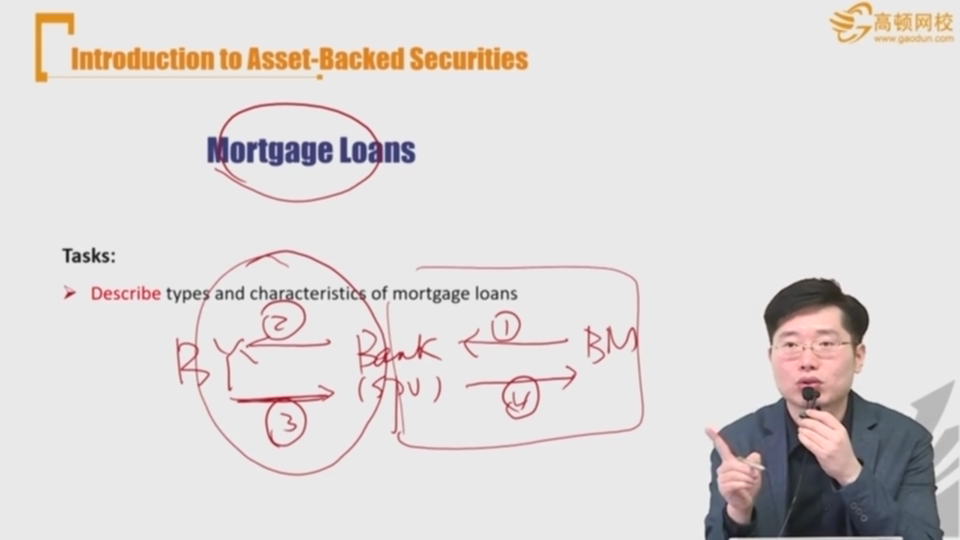 高顿网校
www.gaodun.com
Introduction to Asset-Backed Securities
Mortgage Loans
Tasks:
Describe types and characteristics of mortgage loans
② ①
BY Bank BM
(SPV)
③ ④